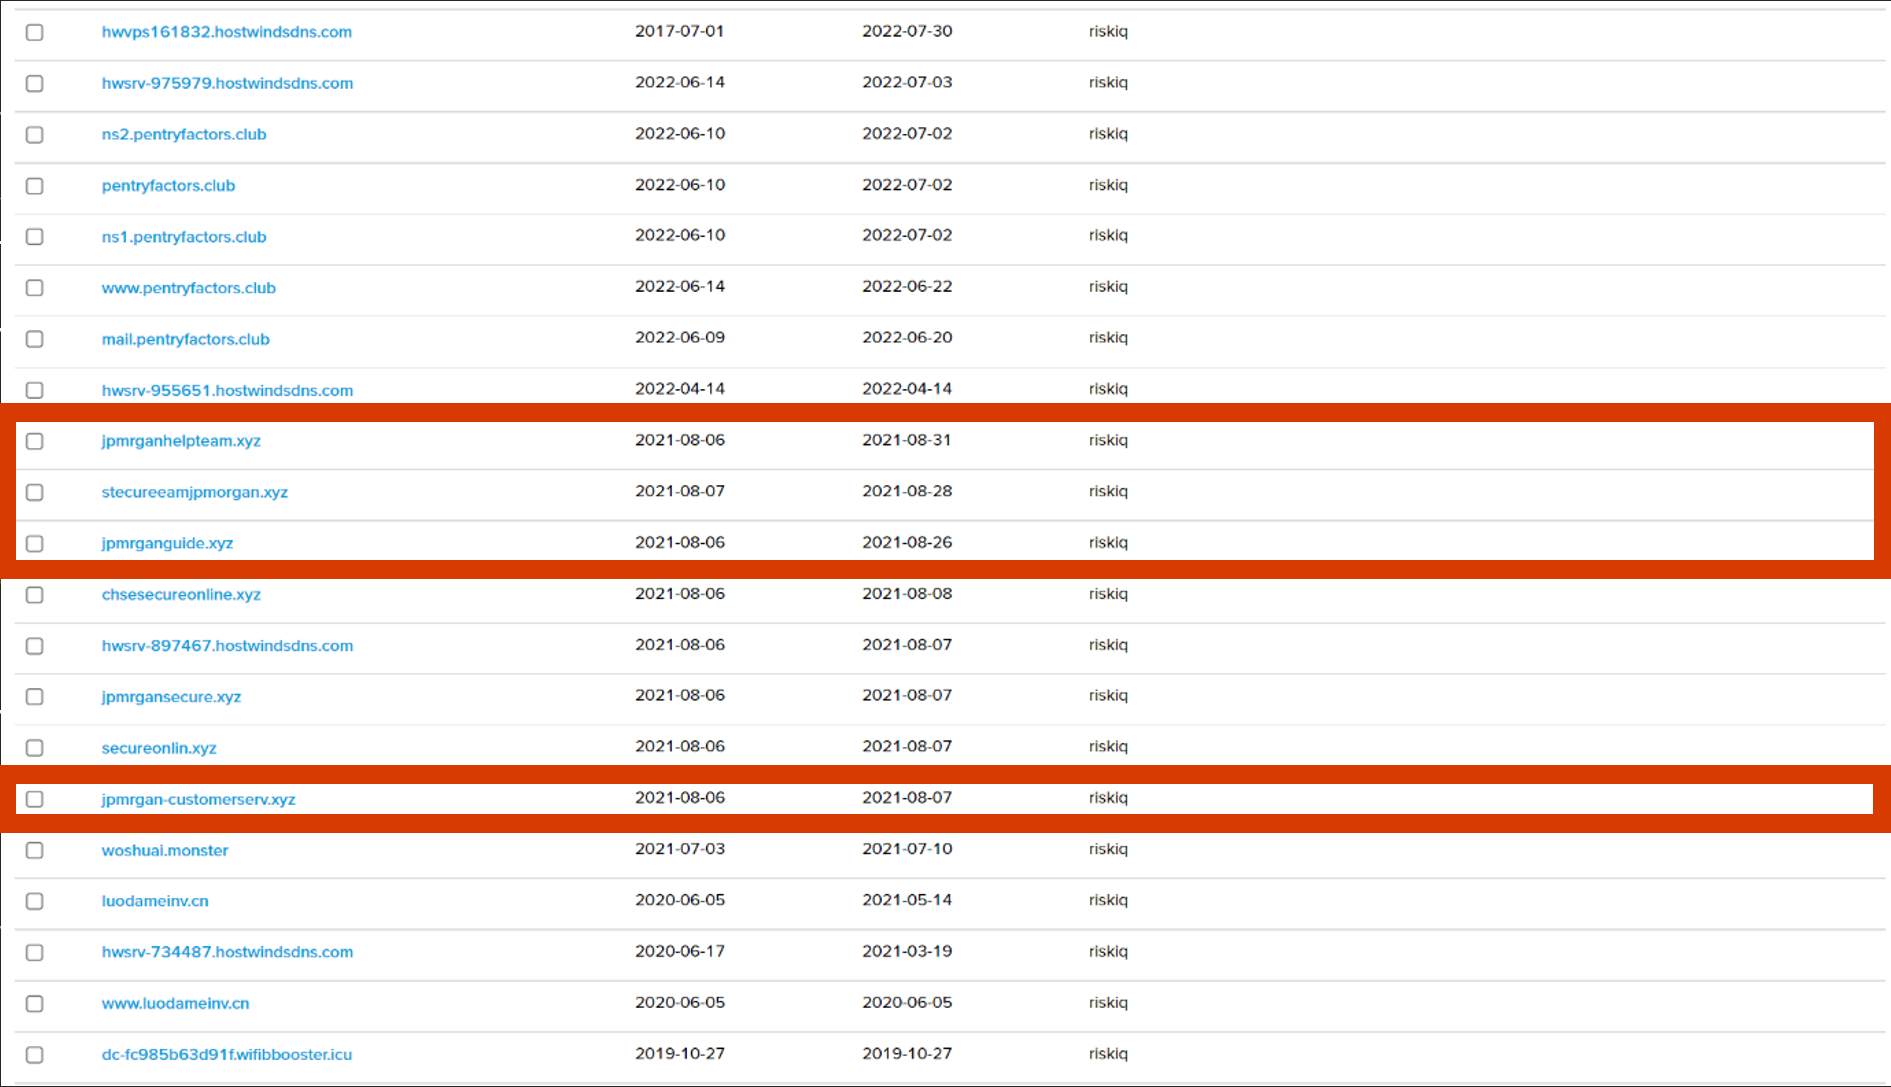 hwvps161832.hostwindsdns.com 2017-07-01 2022-07-30 riskiq
hwsrv-975979.hostwindsdns.com 2022-06-14 2022-07-03 riskiq
ns2.pentryfactors.club 2022-06-10 2022-07-02 riskiq
pentryfactors.club 2022-06-10 2022-07-02 riskiq
ns1.pentryfactors.club 2022-06-10 2022-07-02 riskiq
www.pentryfactors.club 2022-06-14 2022-06-22 riskiq
mail.pentryfactors.club 2022-06-09 2022-06-20 riskiq
hwsrv-955651.hostwindsdns.com 2022-04-14 2022-04-14 riskiq
jpmrganhelpteam.xyz 2021-08-06 2021-08-31 riskiq
stecureeamjpmorgan.xyz 2021-08-07 2021-08-28 riskiq
jpmrganguide.xyz 2021-08-06 2021-08-26 riskiq
chsesecureonline.xyz 2021-08-06 2021-08-08 riskiq
hwsrv-897467.hostwindsdns.com 2021-08-06 2021-08-07 riskiq
jpmrgansecure.xyz 2021-08-06 2021-08-07 riskiq
secureonlin.xyz 2021-08-06 2021-08-07 riskiq
jpmrgan-customerserv.xyz 2021-08-06 2021-08-07 riskiq
woshuai.monster 2021-07-03 2021-07-10 riskiq
luodameinv.cn 2020-06-05 2021-05-14 riskiq
hwsrv-734487.hostwindsdns.com 2020-06-17 2021-03-19 riskiq
www.luodameinv.cn 2020-06-05 2020-06-05 riskiq
dc-fc985b63d91f.wifibbooster.icu 2019-10-27 2019-10-27 riskiq